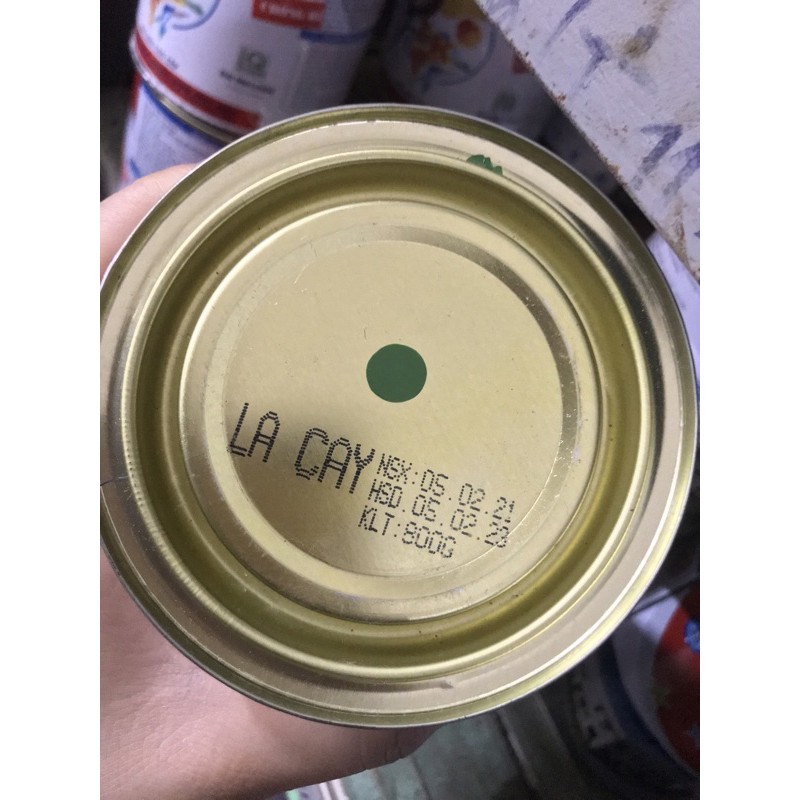 LA CAY
NSX:05.02.21
HSD.05.02.23
KLT:800G